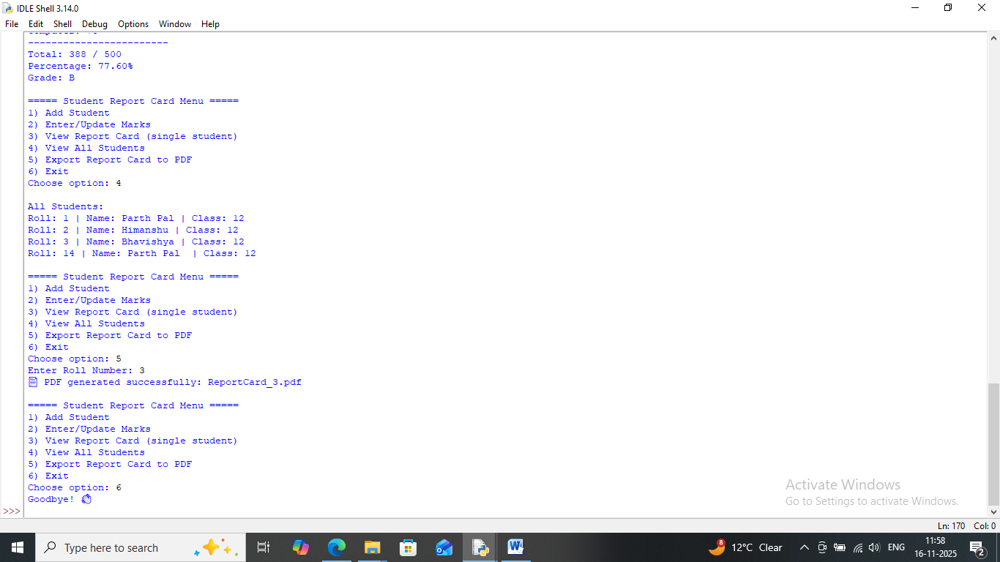 IDLE Shell 3.14.0
File Edit Shell Debug Options Window Help
------------------------
Total: 388 / 500
Percentage: 77.60%
Grade: B
===== Student Report Card Menu =====
1) Add Student
2) Enter/Update Marks
3) View Report Card (single student)
4) View All Students
5) Export Report Card to PDF
6) Exit
Choose option: 4
All Students:
Roll: 1 | Name: Parth Pal | Class: 12
Roll: 2 | Name: Himanshu | Class: 12
Roll: 3 | Name: Bhavishya | Class: 12
Roll: 14 | Name: Parth Pal  | Class: 12
===== Student Report Card Menu =====
1) Add Student
2) Enter/Update Marks
3) View Report Card (single student)
4) View All Students
5) Export Report Card to PDF
6) Exit
Choose option: 5
Enter Roll Number: 3
PDF generated successfully: ReportCard_3.pdf
===== Student Report Card Menu =====
1) Add Student
2) Enter/Update Marks
3) View Report Card (single student)
4) View All Students
5) Export Report Card to PDF
6) Exit
Choose option: 6
Goodbye! 👋
>>>
Activate Windows
Go to Settings to activate Windows.
Ln: 170 Col: 0
Type here to search
8
12°C Clear
ENG
11:58
16-11-2025
2